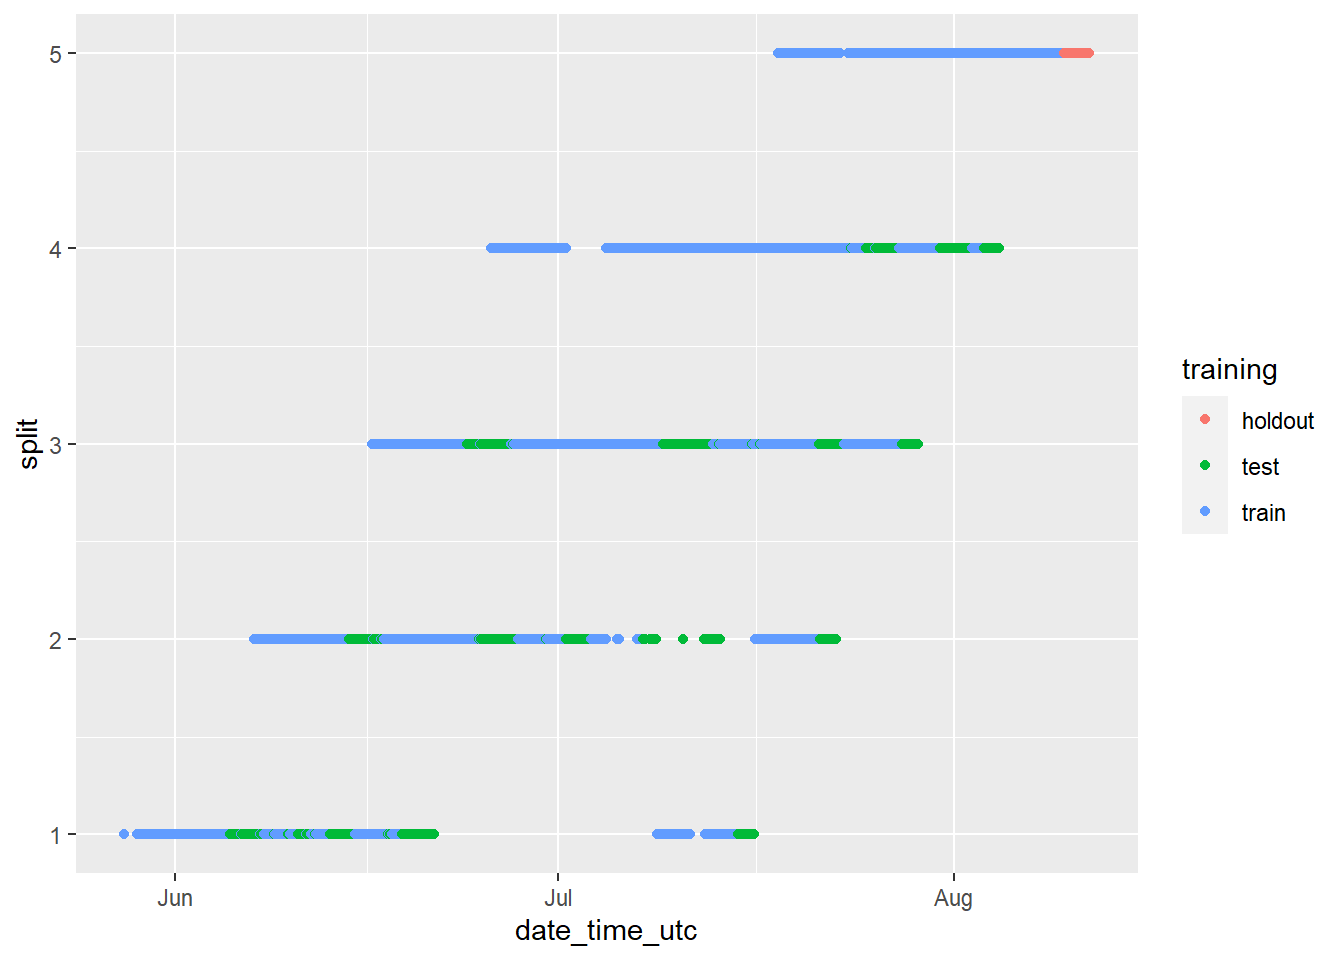 5
4
3
2
1
split
Jun
Jul
Aug
date_time_utc
training
holdout
test
train